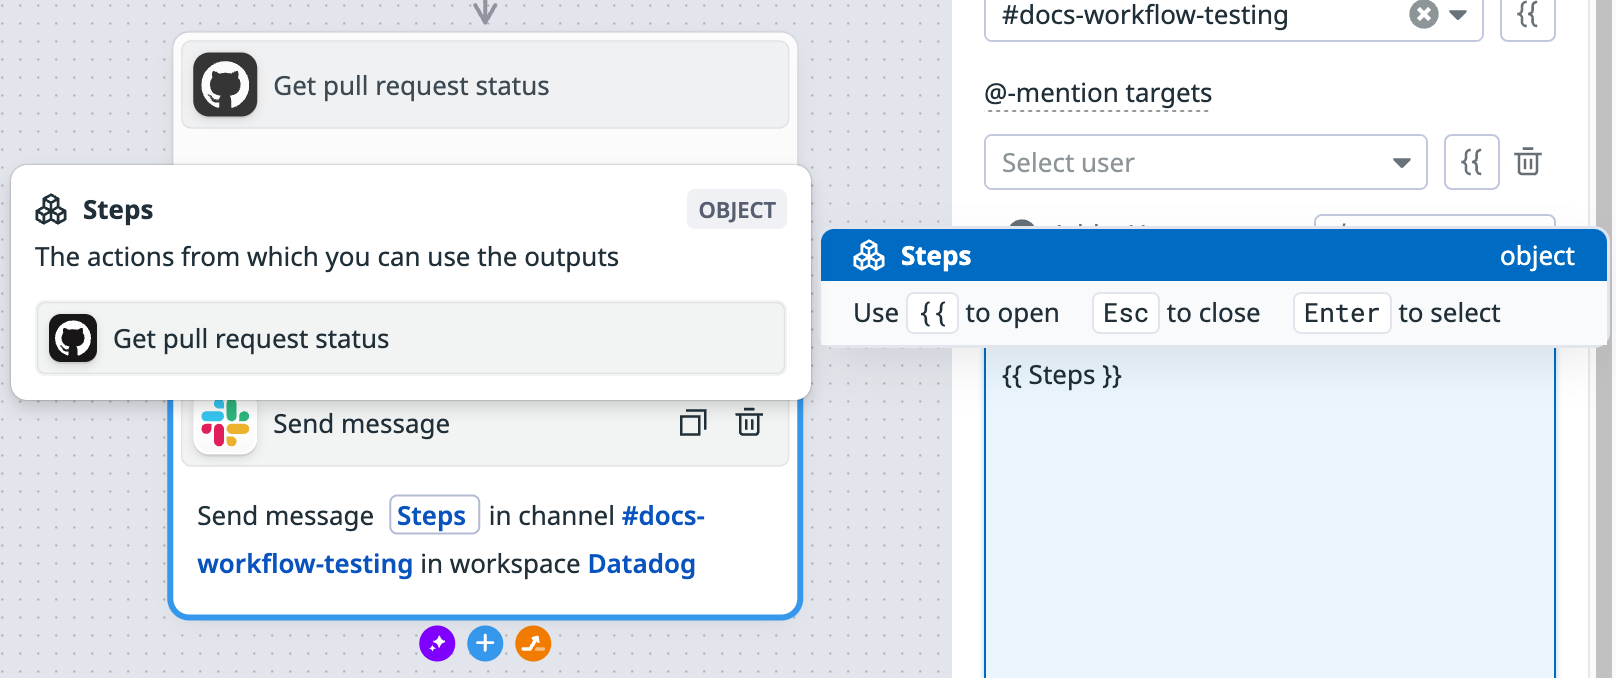 Get pull request status
Steps
OBJECT
The actions from which you can use the outputs
Get pull request status
Send message
Send message Steps in channel #docs-
workflow-testing in workspace Datadog
#docs-workflow-testing
{{
@-mention targets
Select user
{{
Steps
object
Use {{ to open Esc to close Enter to select
{{ Steps }}